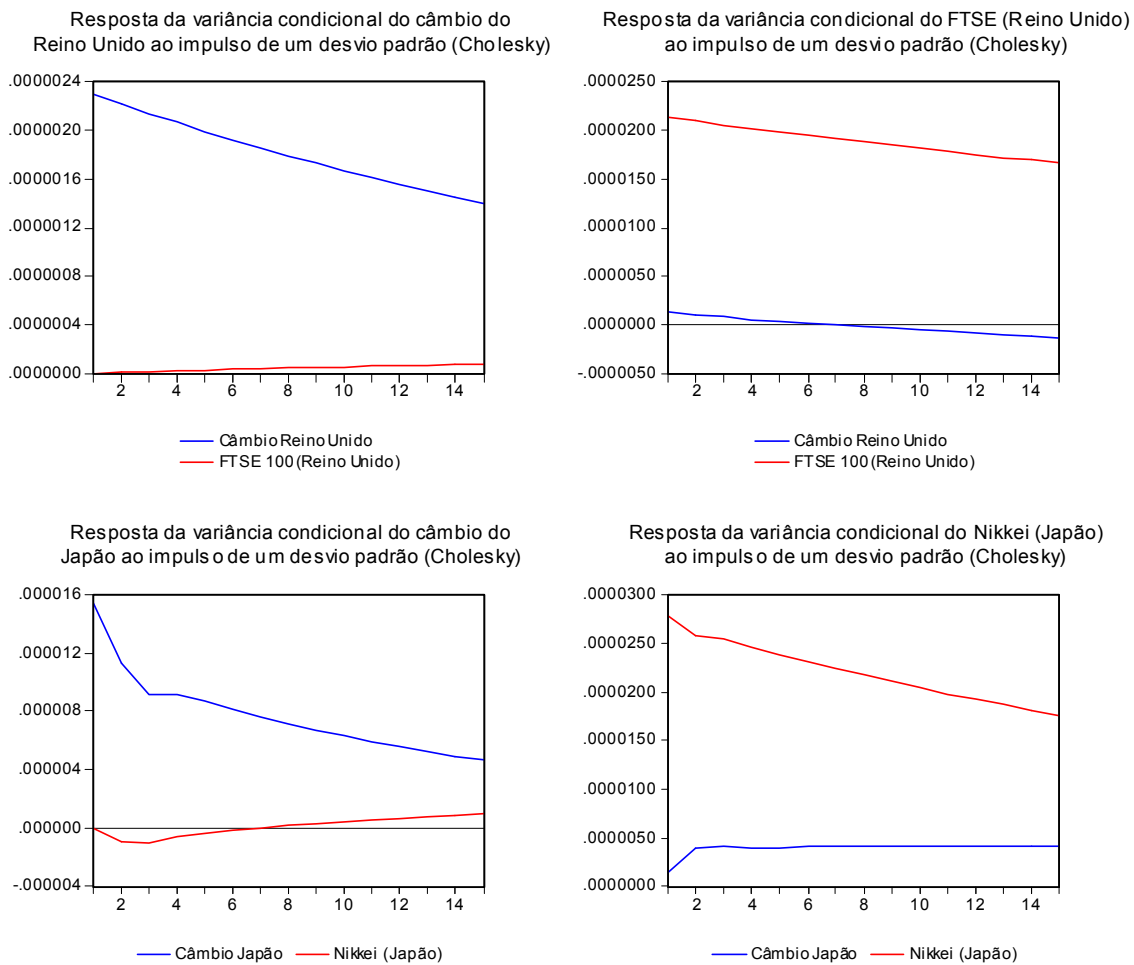 Resposta da variância condicional do câmbio do
Reino Unido ao impulso de um desvio padrão (Cholesky)
.0000024
.0000020
.0000016
.0000012
.0000008
.0000004
.0000000
2 4 6 8 10 12 14
Câmbio Reino Unido
FTSE 100 (Reino Unido)
Resposta da variância condicional do FTSE (Reino Unido)
ao impulso de um desvio padrão (Cholesky)
.0000250
.0000200
.0000150
.0000100
.0000050
.0000000
-.0000050
2 4 6 8 10 12 14
Câmbio Reino Unido
FTSE 100 (Reino Unido)
Resposta da variância condicional do câmbio do
Japão ao impulso de um desvio padrão (Cholesky)
.000016
.000012
.000008
.000004
.000000
-.000004
2 4 6 8 10 12 14
Câmbio Japão Nikkei (Japão)
Resposta da variância condicional do Nikkei (Japão)
ao impulso de um desvio padrão (Cholesky)
.0000300
.0000250
.0000200
.0000150
.0000100
.0000050
.0000000
2 4 6 8 10 12 14
Câmbio Japão Nikkei (Japão)